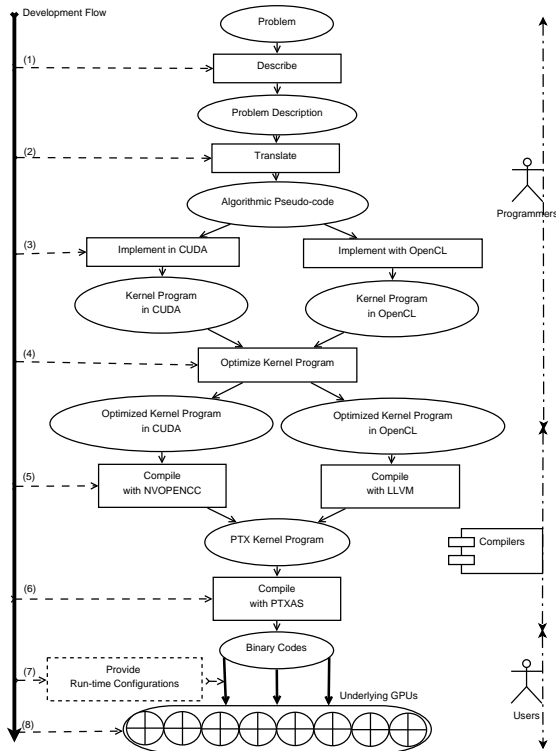 Development Flow
Problem
(1)
Describe
Problem Description
(2)
Translate
Algorithmic Pseudo-code
Programmers
(3)
Implement in CUDA
Implement with OpenCL
Kernel Program
in CUDA
Kernel Program
in OpenCL
(4)
Optimize Kernel Program
Optimized Kernel Program
in CUDA
Optimized Kernel Program
in OpenCL
(5)
Compile
with NVOPENCC
Compile
with LLVM
PTX Kernel Program
Compilers
(6)
Compile
with PTXAS
Binary Codes
(7)
Provide
Run-time Configurations
Underlying GPUs
Users
(8)